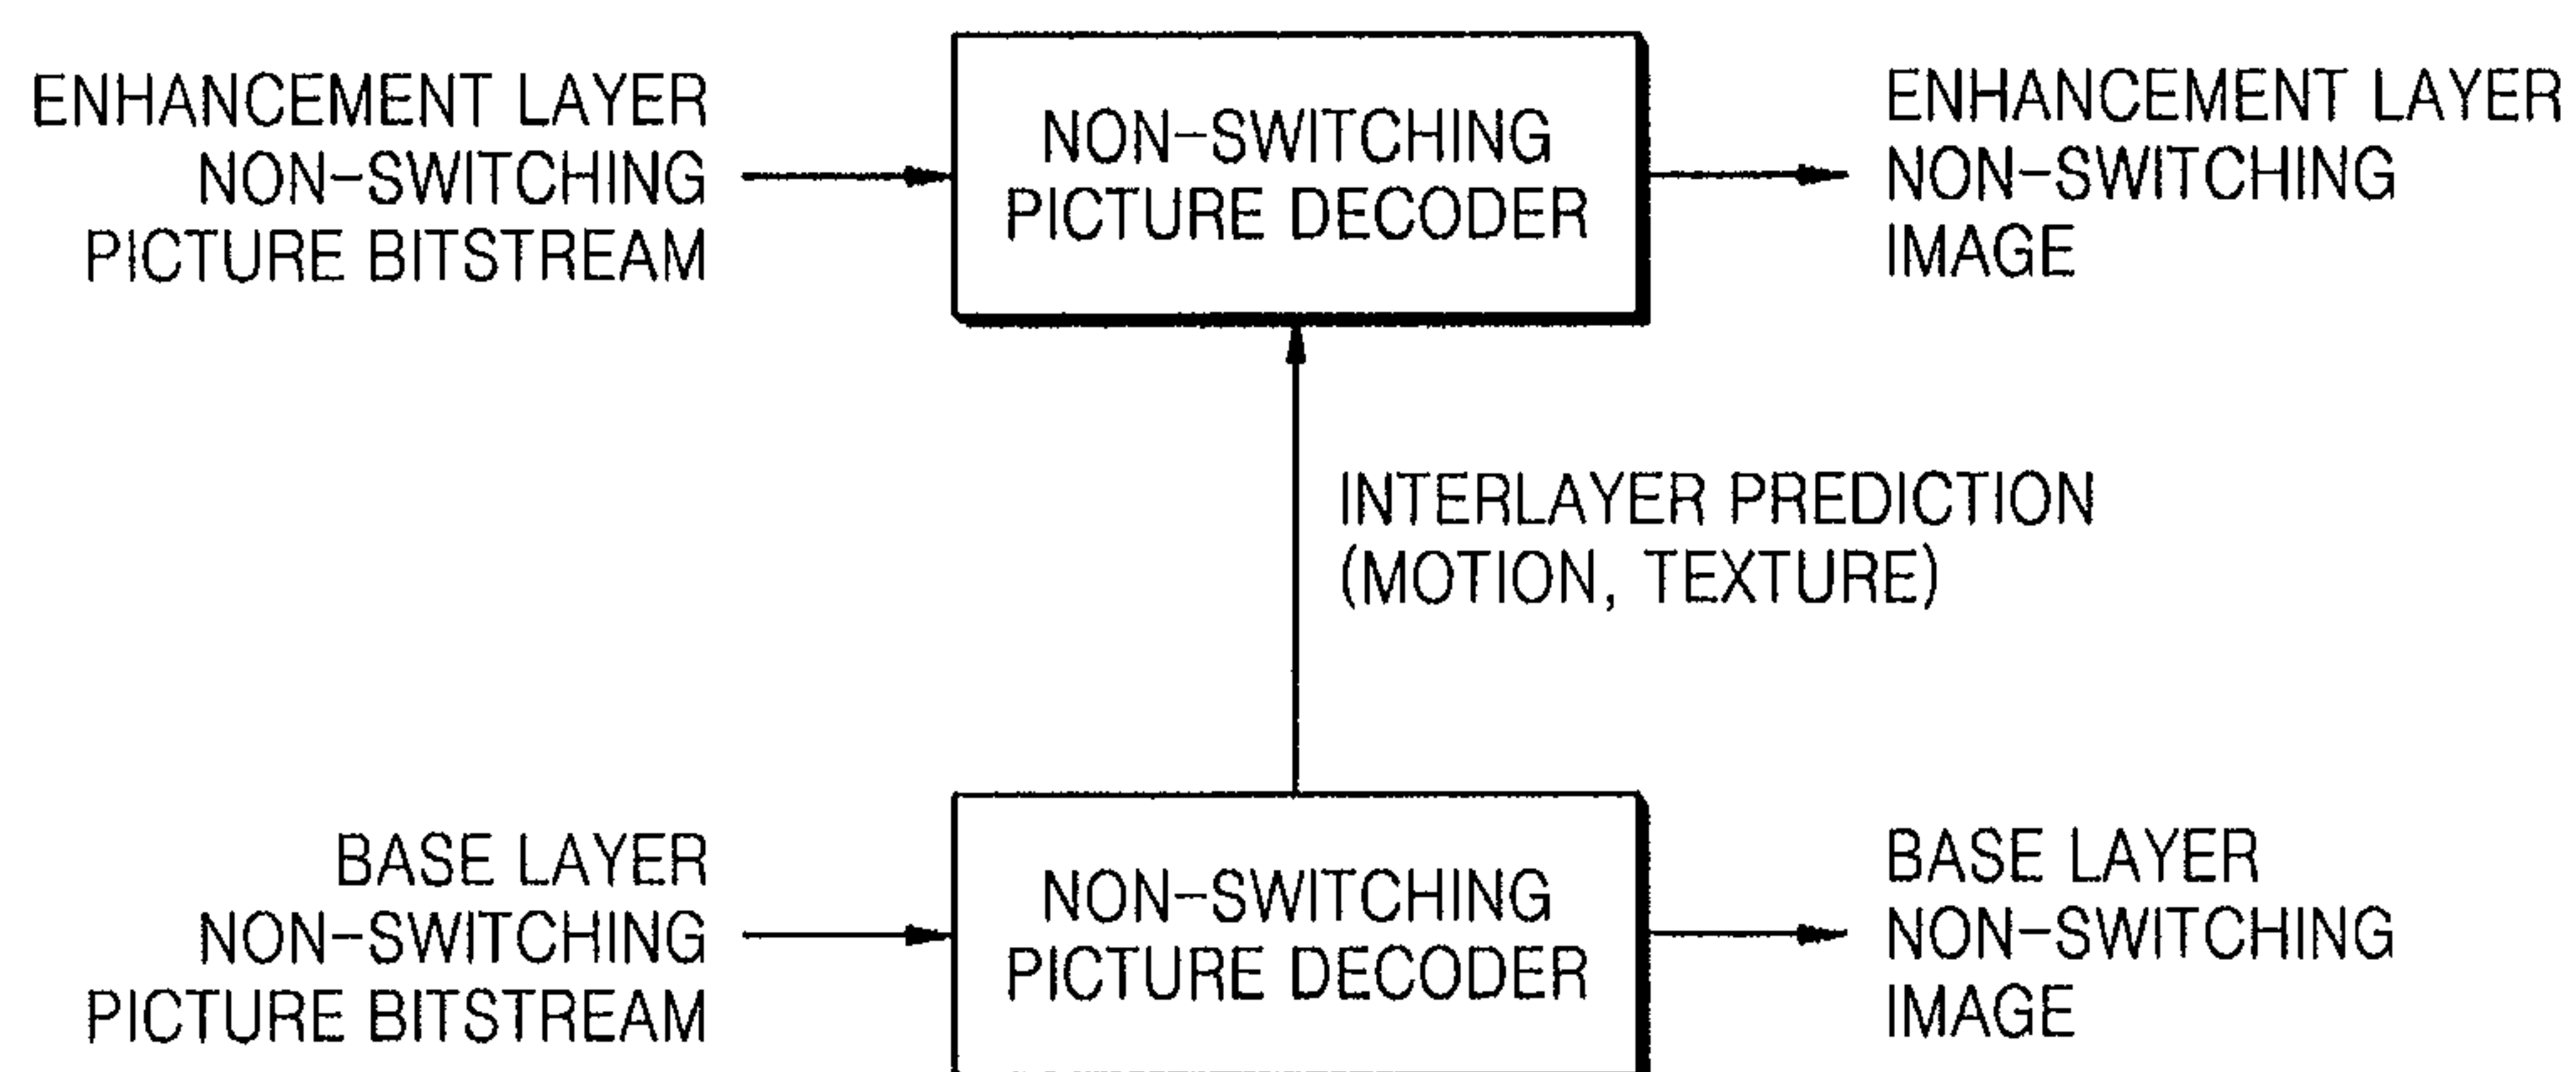 ENHANCEMENT LAYER
NON-SWITCHING
PICTURE BITSTREAM
NON-SWITCHING
PICTURE DECODER
ENHANCEMENT LAYER
NON-SWITCHING
IMAGE
INTERLAYER PREDICTION
(MOTION, TEXTURE)
BASE LAYER
NON-SWITCHING
PICTURE BITSTREAM
NON-SWITCHING
PICTURE DECODER
BASE LAYER
NON-SWITCHING
IMAGE